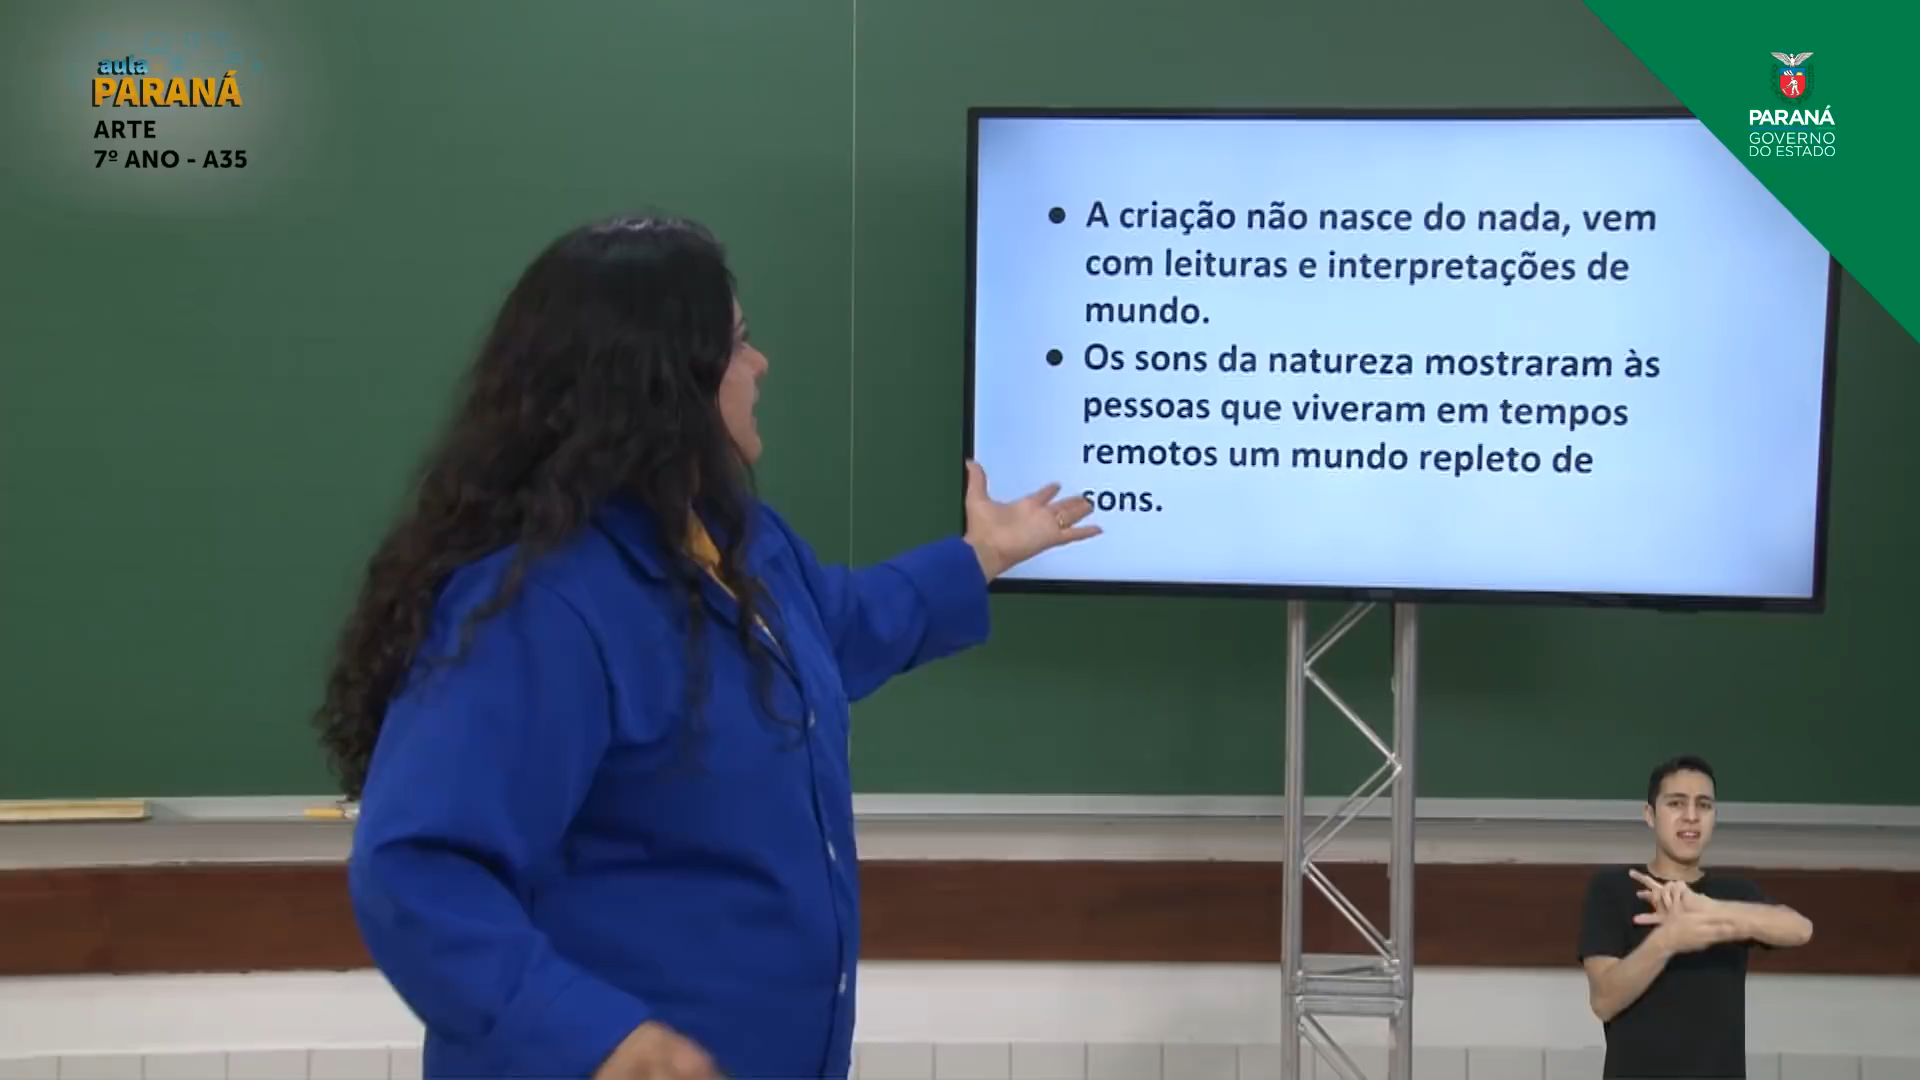 aula
PARANÁ
ARTE
7º ANO - A35
PARANÁ
GOVERNO
DO ESTADO
● A criação não nasce do nada, vem
com leituras e interpretações de
mundo.
● Os sons da natureza mostraram às
pessoas que viveram em tempos
remotos um mundo repleto de
sons.